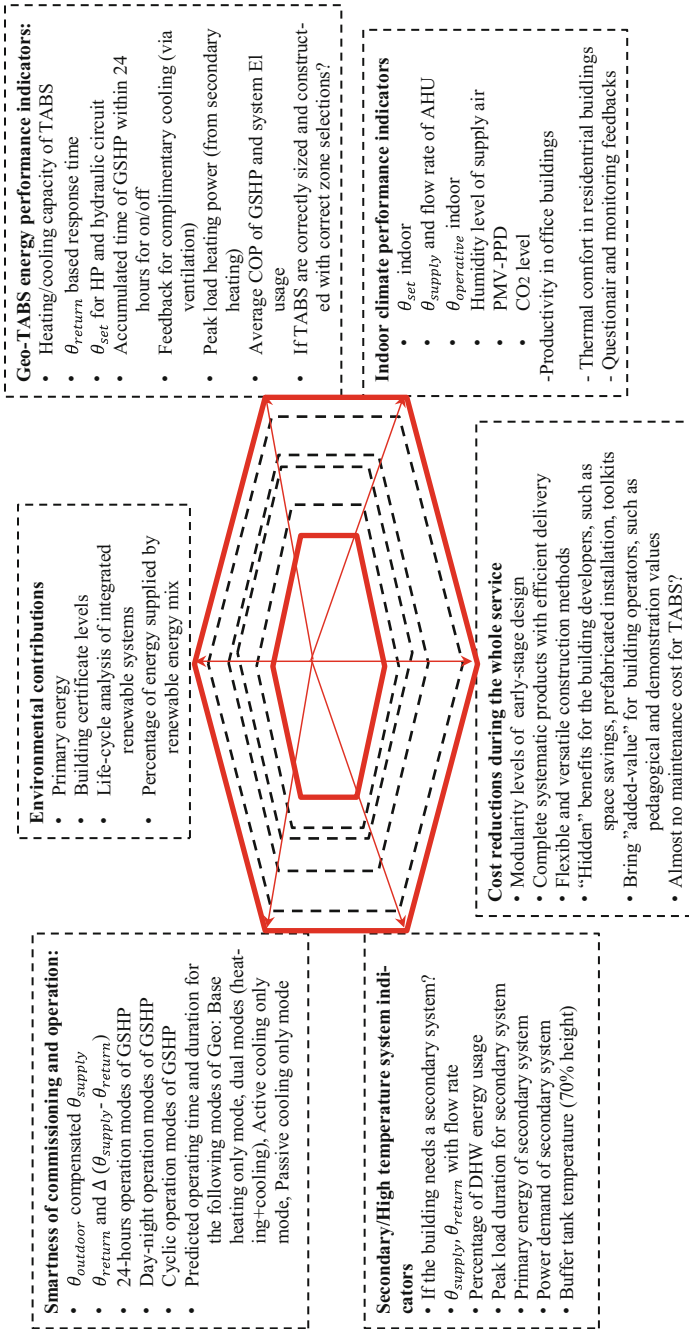 Smartness of commissioning and operation:
• θoutdoor compensated θsupply
• θreturn and Δ (θsupply- θreturn)
• 24-hours operation modes of GSHP
• Day-night operation modes of GSHP
• Cyclic operation modes of GSHP
• Predicted operating time and duration for
the following modes of Geo: Base
heating only mode, dual modes (heat-
ing+cooling), Active cooling only
mode, Passive cooling only mode
Environmental contributions
• Primary energy
• Building certificate levels
• Life-cycle analysis of integrated
renewable systems
• Percentage of energy supplied by
renewable energy mix
Geo-TABS energy performance indicators:
• Heating/cooling capacity of TABS
• θreturn based response time
• θset for HP and hydraulic circuit
• Accumulated time of GSHP within 24
hours for on/off
• Feedback for complimentary cooling (via
ventilation)
• Peak load heating power (from secondary
heating)
• Average COP of GSHP and system El
usage
• If TABS are correctly sized and construct-
ed with correct zone selections?
Secondary/High temperature system indi-
cators
• If the building needs a secondary system?
• θsupply, θreturn with flow rate
• Percentage of DHW energy usage
• Peak load duration for secondary system
• Primary energy of secondary system
• Power demand of secondary system
• Buffer tank temperature (70% height)
Cost reductions during the whole service
• Modularity levels of early-stage design
• Complete systematic products with efficient delivery
• Flexible and versatile construction methods
• “Hidden” benefits for the building developers, such as
space savings, prefabricated installation, toolkits
• Bring ”added-value” for building operators, such as
pedagogical and demonstration values
• Almost no maintenance cost for TABS?
Indoor climate performance indicators
• θset indoor
• θsupply and flow rate of AHU
• θoperative indoor
• Humidity level of supply air
• PMV-PPD
• CO2 level
-Productivity in office buildings
- Thermal comfort in residentrial buidlings
- Questionair and monitoring feedbacks